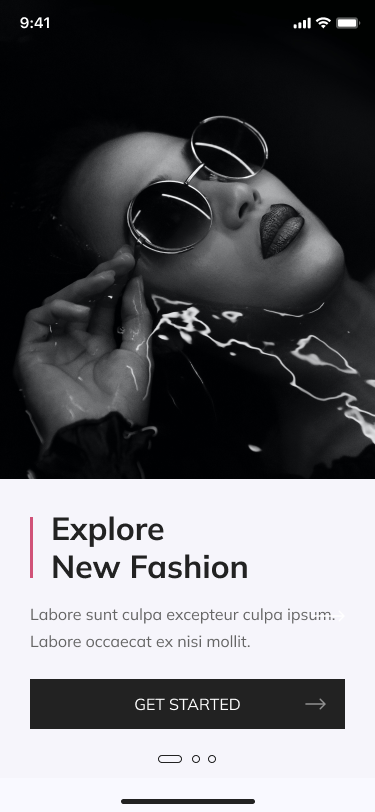 9:41
Explore
New Fashion
Labore sunt culpa excepteur culpa ipsum.
Labore occaecat ex nisi mollit.
GET STARTED